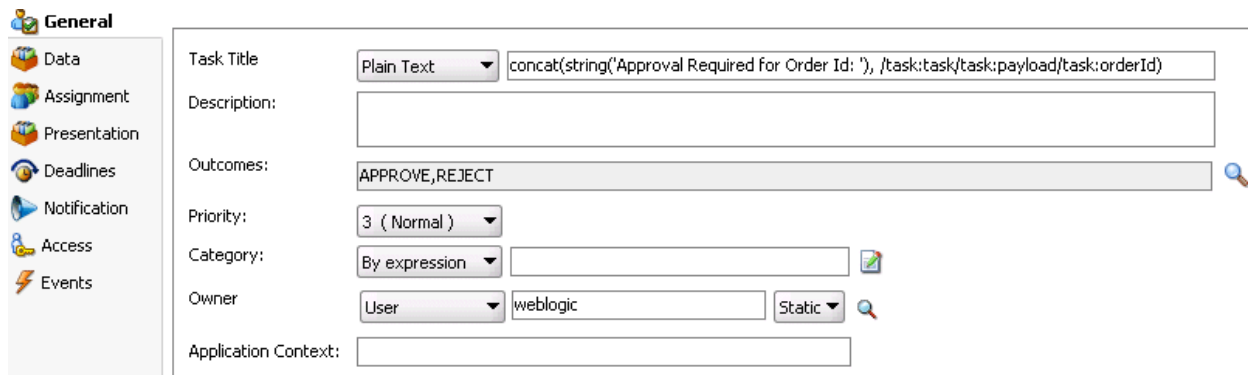 General
Data
Assignment
Presentation
Deadlines
Notification
Access
Events
Task Title Plain Text concat(string('Approval Required for Order Id: '), /task:task/task:payload/task:orderId)
Description:
Outcomes: APPROVE,REJECT
Priority: 3 ( Normal )
Category: By expression
Owner User weblogic Static
Application Context: